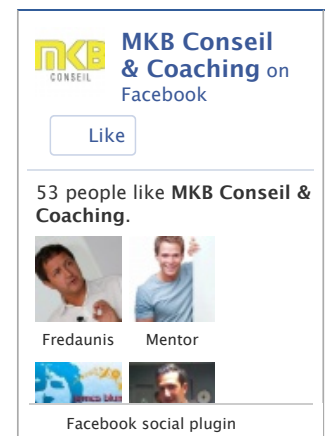 MKB
CONSEIL
MKB Conseil
& Coaching on
Facebook
Like
53 people like MKB Conseil &
Coaching.
Fredaunis Mentor
Facebook social plugin